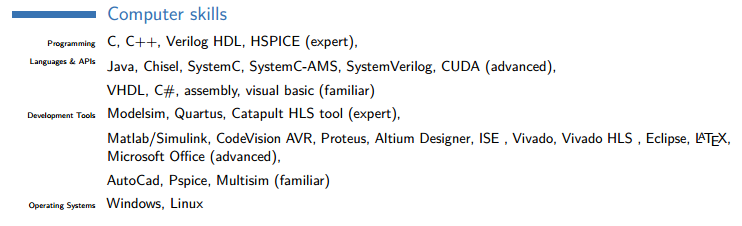 Computer skills
Programming C, C++, Verilog HDL, HSPICE (expert),
Languages & APIs Java, Chisel, SystemC, SystemC-AMS, SystemVerilog, CUDA (advanced),
VHDL, C#, assembly, visual basic (familiar)
Development Tools Modelsim, Quartus, Catapult HLS tool (expert),
Matlab/Simulink, CodeVision AVR, Proteus, Altium Designer, ISE , Vivado, Vivado HLS , Eclipse, LATEX,
Microsoft Office (advanced),
AutoCad, Pspice, Multisim (familiar)
Operating Systems Windows, Linux